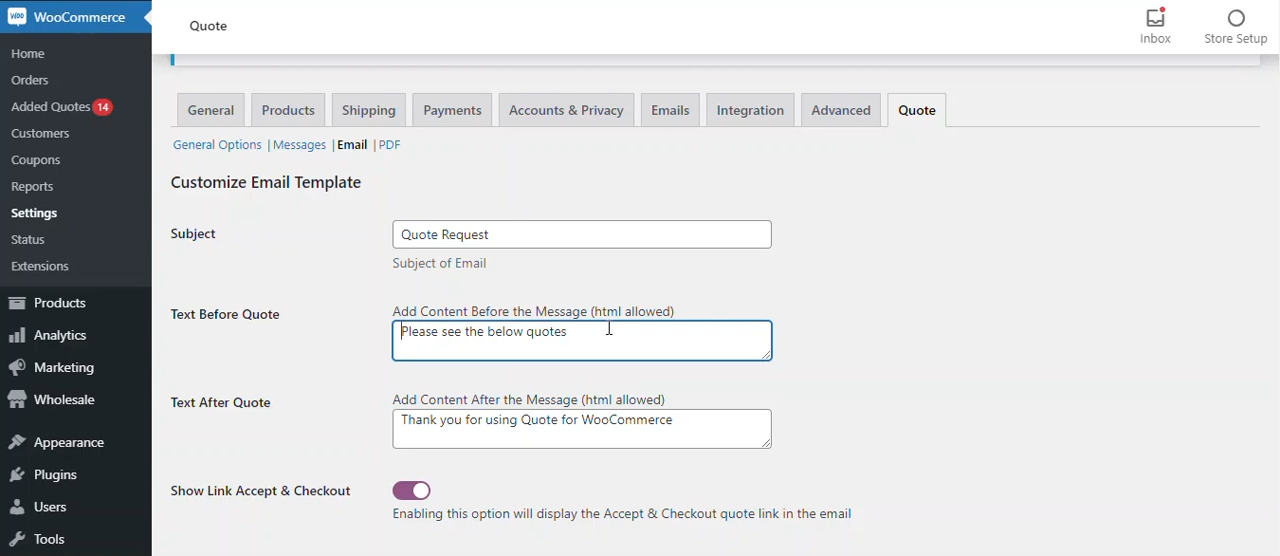 WOO WooCommerce
Quote
Inbox
Store Setup
Home
Orders
Added Quotes 14
Customers
Coupons
Reports
Settings
Status
Extensions
Products
Analytics
Marketing
Wholesale
Appearance
Plugins
Users
Tools
General Products Shipping Payments Accounts & Privacy Emails Integration Advanced Quote
General Options | Messages | Email | PDF
Customize Email Template
Subject
Quote Request
Subject of Email
Text Before Quote
Add Content Before the Message (html allowed)
Please see the below quotes
Text After Quote
Add Content After the Message (html allowed)
Thank you for using Quote for WooCommerce
Show Link Accept & Checkout
Enabling this option will display the Accept & Checkout quote link in the email